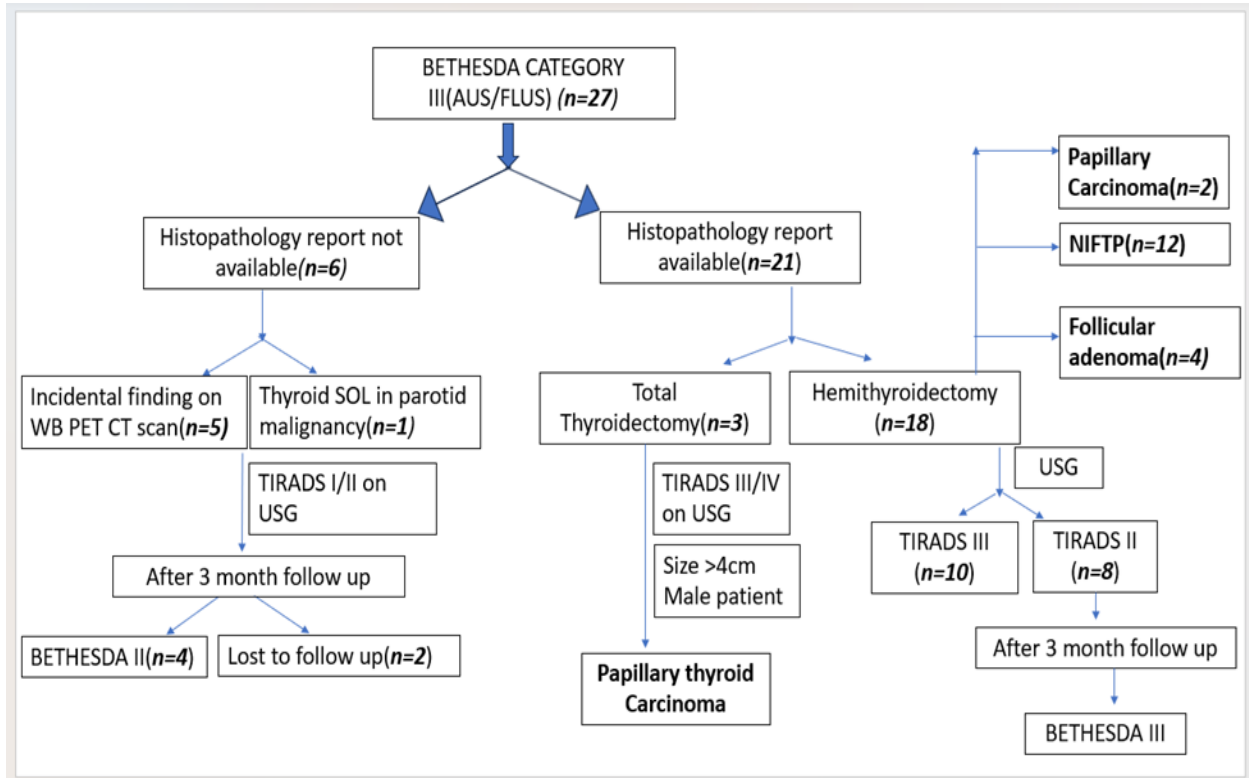 BETHESDA CATEGORY
III(AUS/FLUS) (n=27)
Histopathology report not
available(n=6)
Histopathology report
available(n=21)
Papillary
Carcinoma(n=2)
NIFTP(n=12)
Follicular
adenoma(n=4)
Incidental finding on
WB PET CT scan(n=5)
Thyroid SOL in parotid
malignancy(n=1)
Total
Thyroidectomy(n=3)
Hemithyroidectomy
(n=18)
TIRADS I/II on
USG
TIRADS III/IV
on USG
USG
After 3 month follow up
Size >4cm
Male patient
TIRADS III
(n=10)
TIRADS II
(n=8)
BETHESDA II(n=4)
Lost to follow up(n=2)
Papillary thyroid
Carcinoma
After 3 month follow up
BETHESDA III